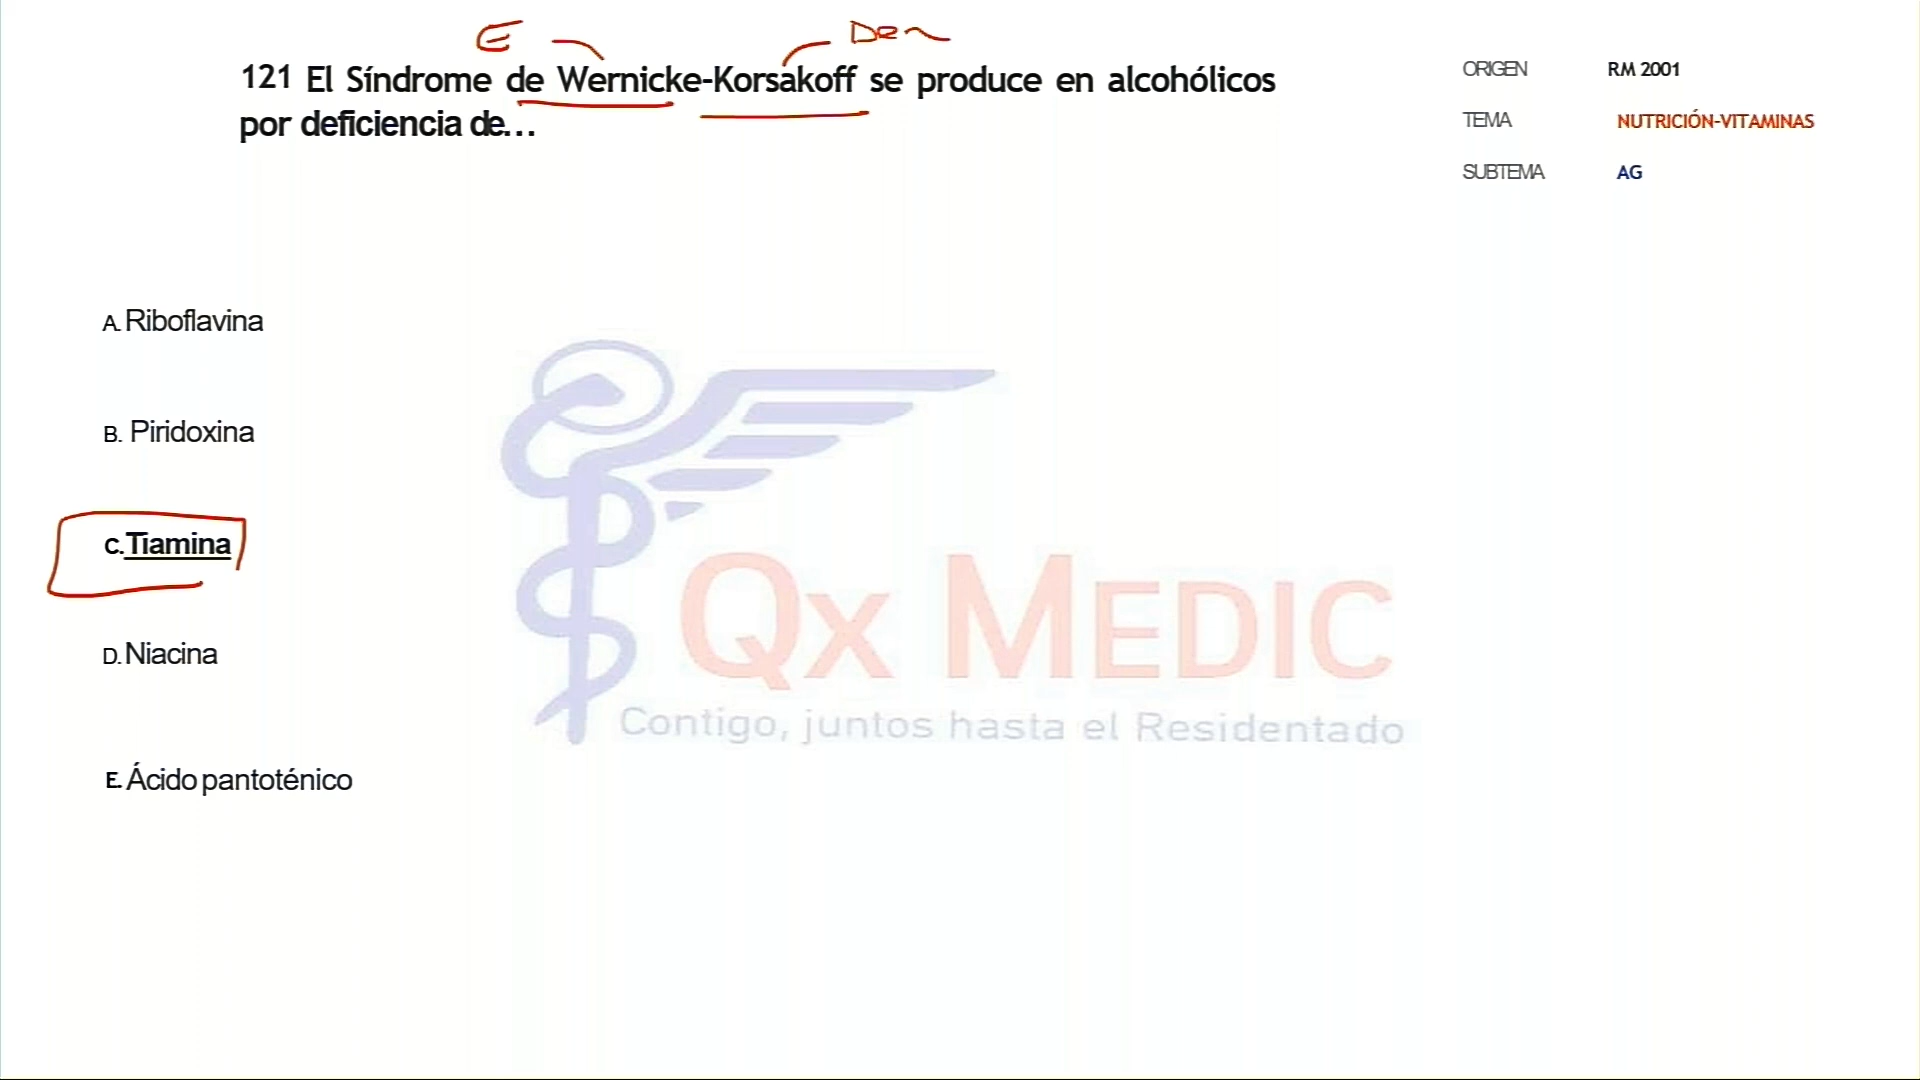 E Den
121 El Síndrome de Wernicke-Korsakoff se produce en alcohólicos
por deficiencia de...
ORIGEN RM 2001
TEMA NUTRICIÓN-VITAMINAS
SUBTEMA AG
A. Riboflavina
B. Piridoxina
C. Tiamina
D. Niacina
E. Ácido pantoténico
Qx MEDIC
Contigo, juntos hasta el Residentado